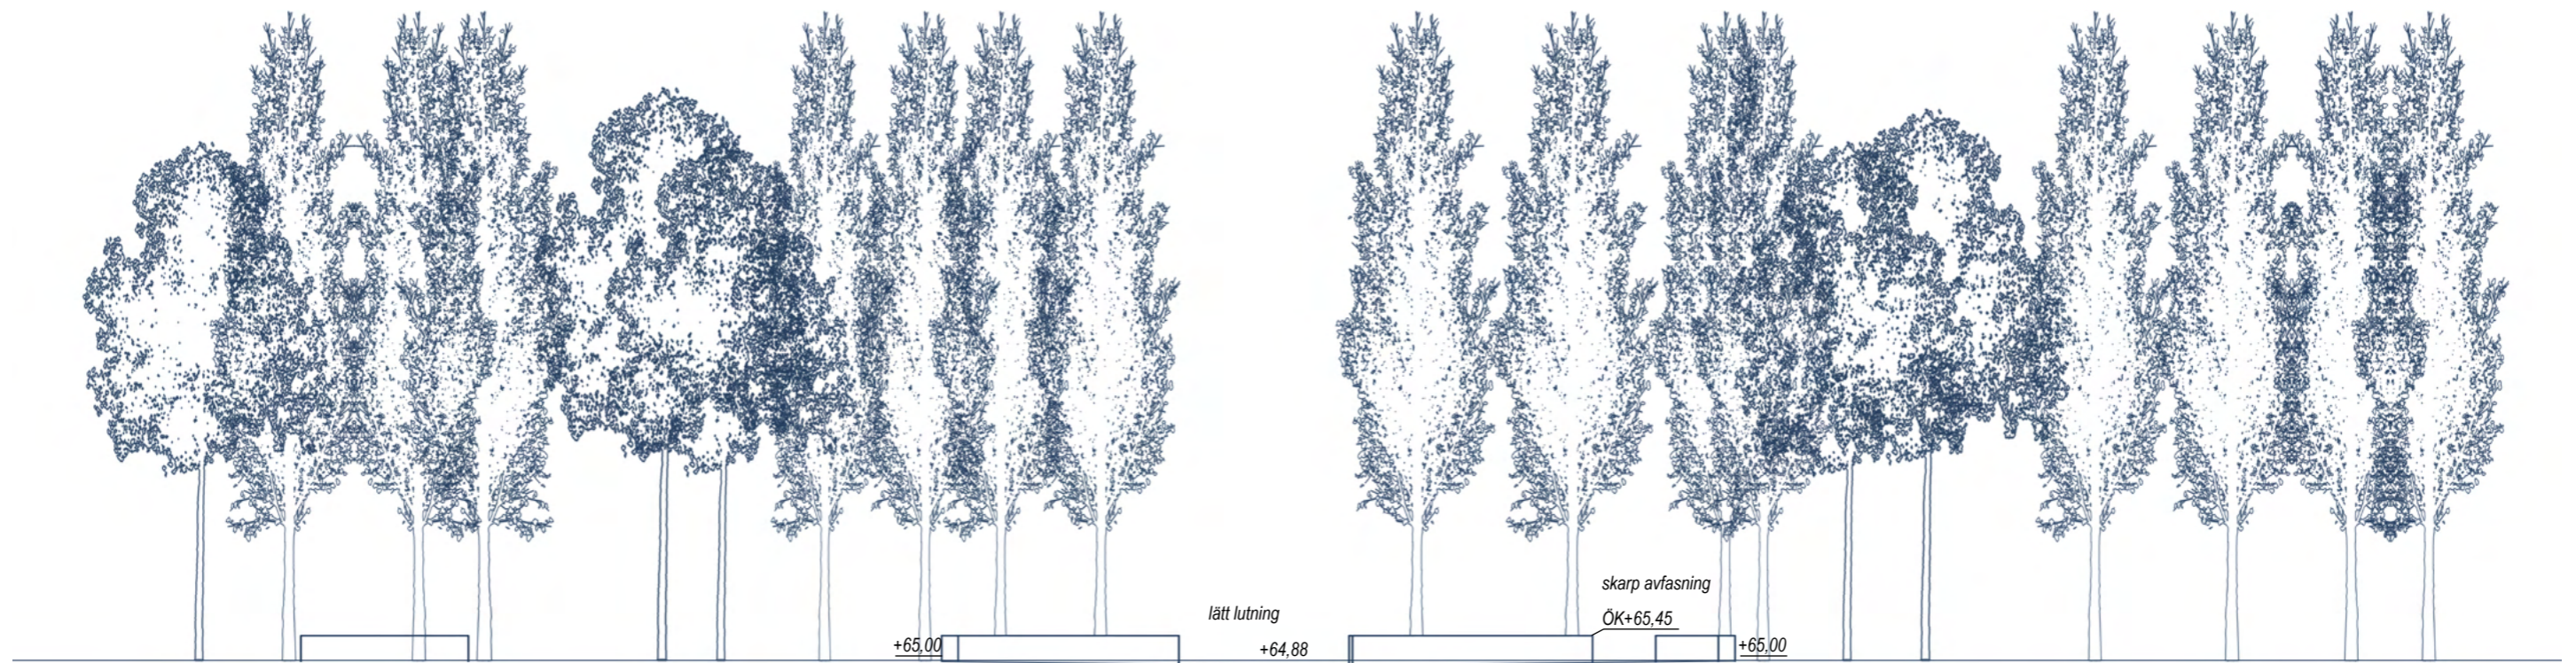 skarp avfasning
lätt lutning
ÖK+65,45
+65,00
+64,88
+65,00